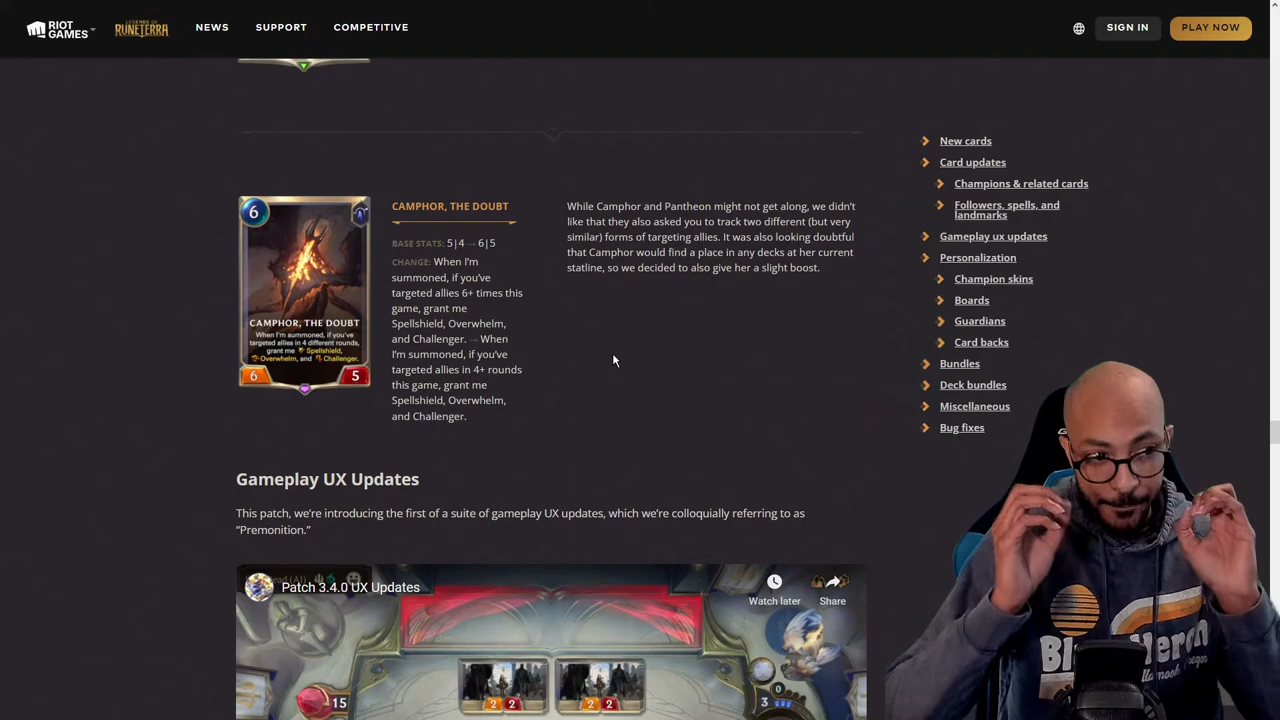 RIOT GAMES
LEGENDS OF RUNETERRA
NEWS
SUPPORT
COMPETITIVE
SIGN IN
PLAY NOW
New cards
Card updates
Champions & related cards
Followers, spells, and
landmarks
Gameplay ux updates
Personalization
Champion skins
Boards
Guardians
Card backs
Bundles
Deck bundles
Miscellaneous
Bug fixes
6
CAMPHOR, THE DOUBT
When I'm summoned, if you've
targeted allies in 4 different rounds,
grant me Spellshield,
Overwhelm, and Challenger.
6
5
CAMPHOR, THE DOUBT
BASE STATS: 5|4 → 6|5
CHANGE: When I'm
summoned, if you've
targeted allies 6+ times this
game, grant me
Spellshield, Overwhelm,
and Challenger. → When
I'm summoned, if you've
targeted allies in 4+ rounds
this game, grant me
Spellshield, Overwhelm,
and Challenger.
While Camphor and Pantheon might not get along, we didn't
like that they also asked you to track two different (but very
similar) forms of targeting allies. It was also looking doubtful
that Camphor would find a place in any decks at her current
statline, so we decided to also give her a slight boost.
Gameplay UX Updates
This patch, we're introducing the first of a suite of gameplay UX updates, which we're colloquially referring to as
“Premonition.”
Patch 3.4.0 UX Updates
Watch later
Share
15
2 2
2 2
0
3